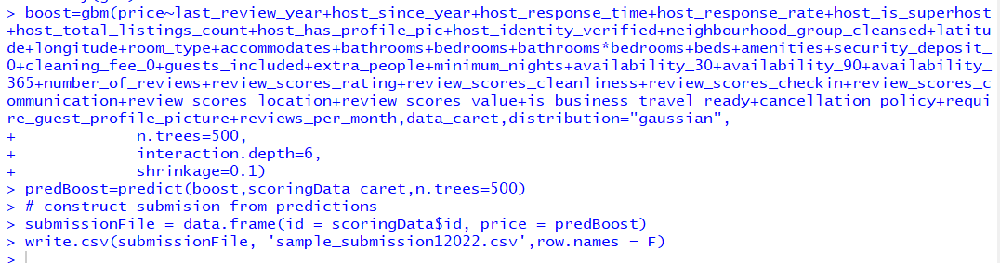 > boost=gbm(price~last_review_year+host_since_year+host_response_time+host_response_rate+host_is_superhost
+host_total_listings_count+host_has_profile_pic+host_identity_verified+neighbourhood_group_cleansed+latitu
de+longitude+room_type+accommodates+bathrooms+bedrooms+bathrooms*bedrooms+beds+amenities+security_deposit_
0+cleaning_fee_0+guests_included+extra_people+minimum_nights+availability_30+availability_90+availability_
365+number_of_reviews+review_scores_rating+review_scores_cleanliness+review_scores_checkin+review_scores_c
ommunication+review_scores_location+review_scores_value+is_business_travel_ready+cancellation_policy+requi
re_guest_profile_picture+reviews_per_month,data_caret,distribution="gaussian",
+ n.trees=500,
+ interaction.depth=6,
+ shrinkage=0.1)
> predBoost=predict(boost,scoringData_caret,n.trees=500)
> # construct submision from predictions
> submissionFile = data.frame(id = scoringData$id, price = predBoost)
> write.csv(submissionFile, 'sample_submission12022.csv',row.names = F)
>